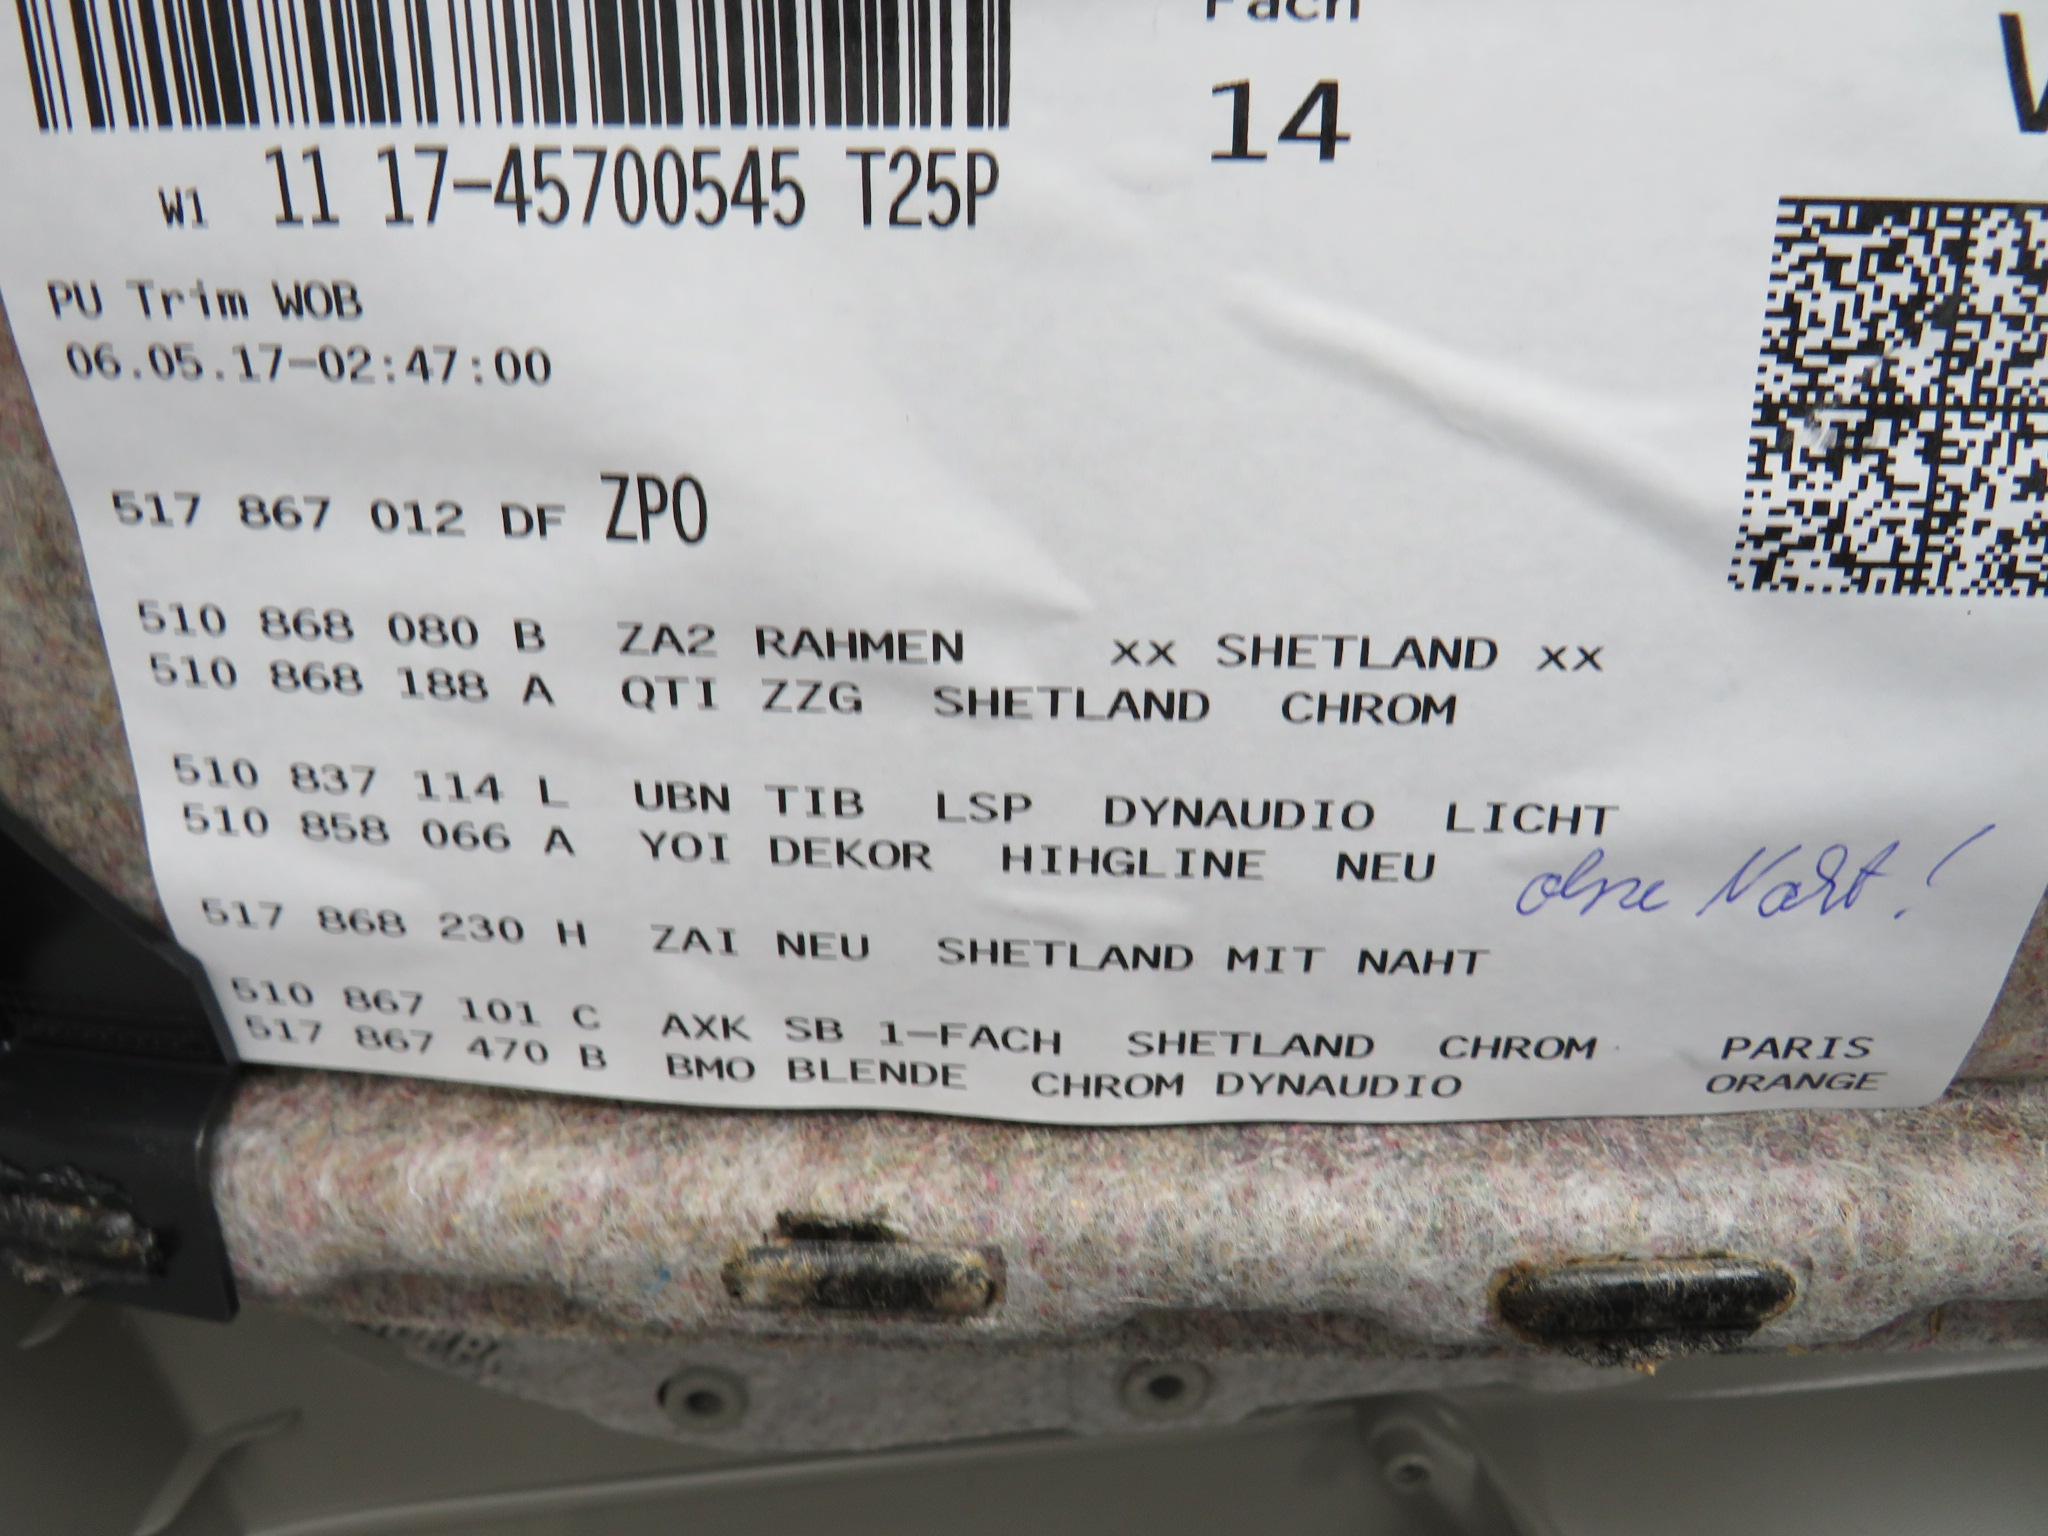 Fach
14
W1 11 17-45700545 T25P
PU Trim WOB
06.05.17-02:47:00
517 867 012 DF ZPO
510 868 080 B ZA2 RAHMEN xx SHETLAND xx
510 868 188 A QTI ZZG SHETLAND CHROM
510 837 114 L UBN TIB LSP DYNAUDIO LICHT
510 858 066 A YOI DEKOR HIHGLINE NEU
ohne Naht!
517 868 230 H ZAI NEU SHETLAND MIT NAHT
510 867 101 C AXK SB 1-FACH SHETLAND CHROM PARIS
517 867 470 B BMO BLENDE CHROM DYNAUDIO ORANGE